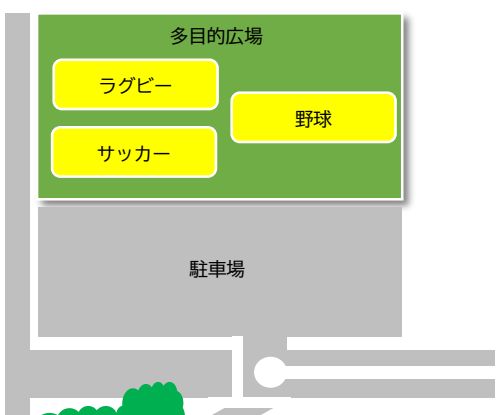 多目的広場
ラグビー
野球
サッカー
駐車場